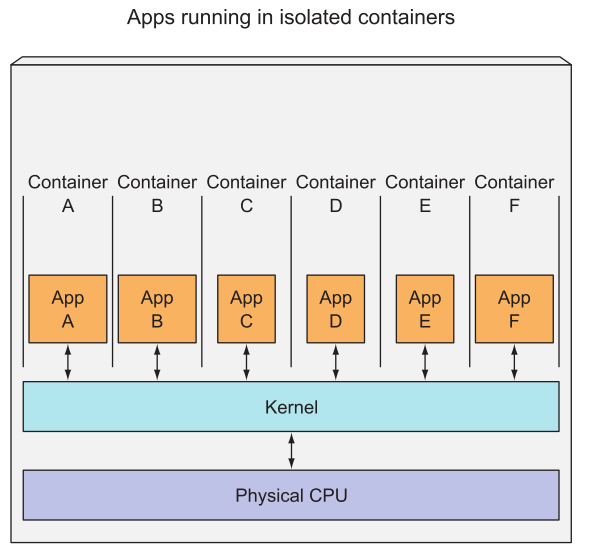 Apps running in isolated containers
Container Container Container Container Container Container
A B C D E F
App App App App App App
A B C D E F
Kernel
Physical CPU